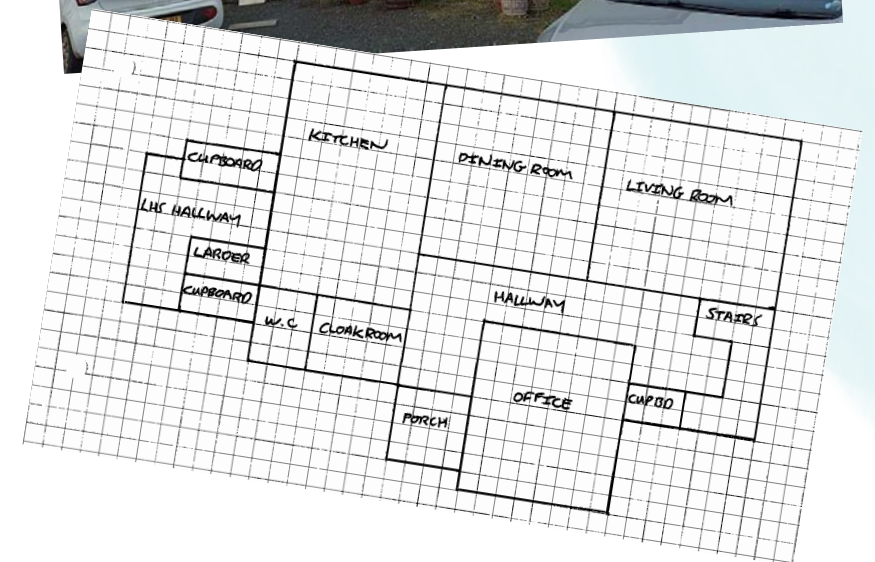 KITCHEN
CUPBOARD
DINING ROOM
LIVING ROOM
LHS HALLWAY
LARDER
CUPBOARD
HALLWAY
STAIRS
W.C
CLOAKROOM
OFFICE
CUPBD
PORCH